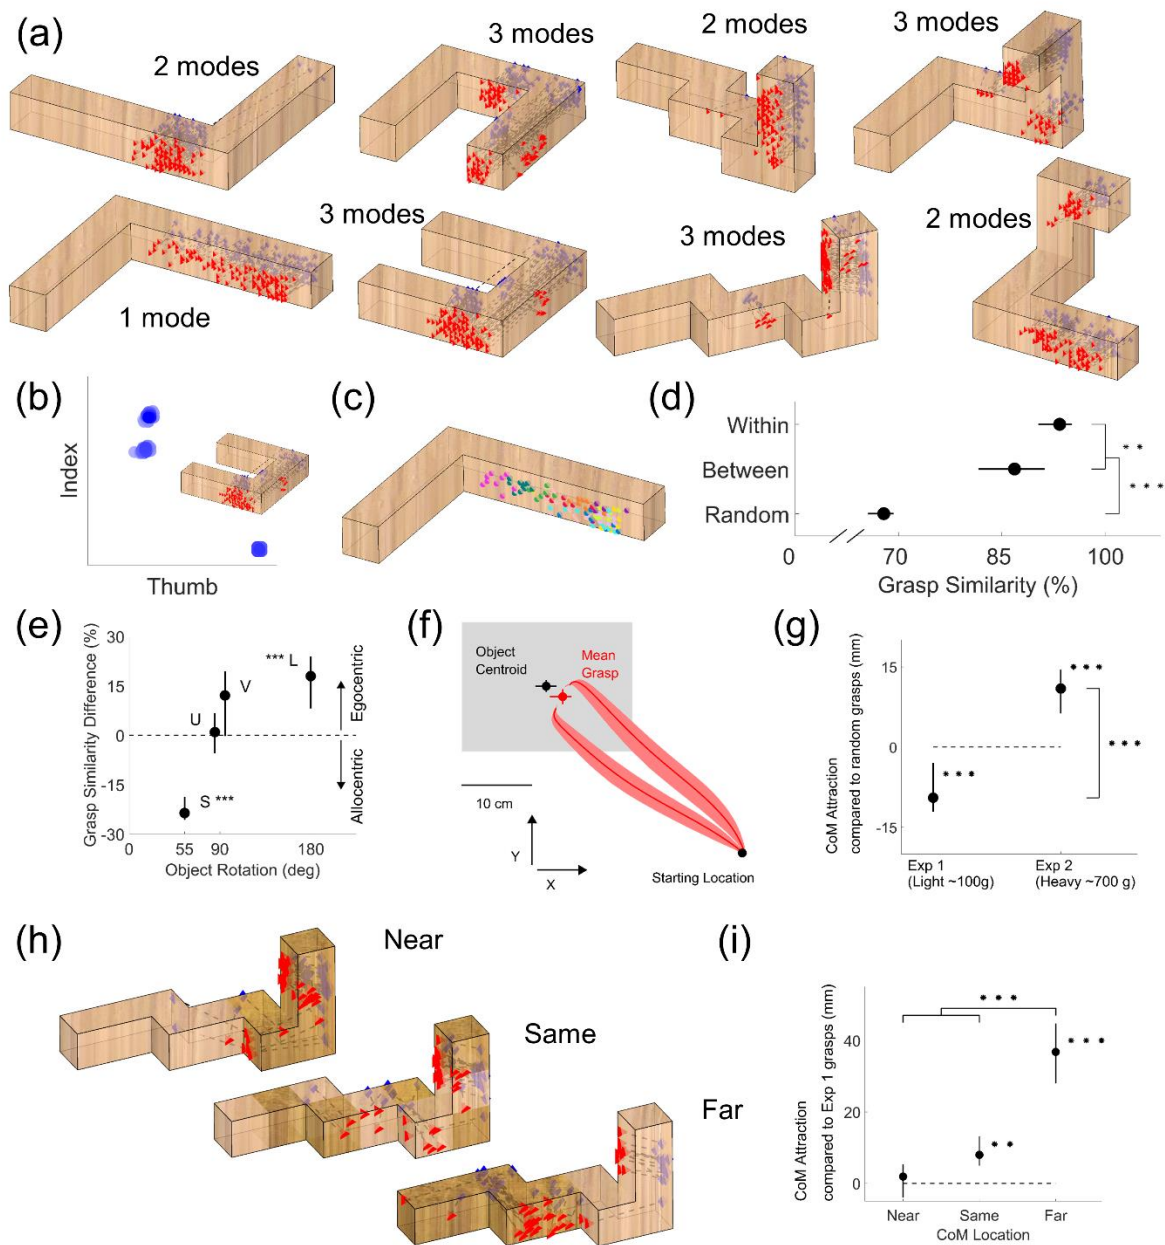 (a)
2 modes
3 modes
2 modes
3 modes
1 mode
3 modes
3 modes
2 modes
(b)
Index
Thumb
(c)
(d)
Within
Between
Random
* *
* * *
0
70
85
100
Grasp Similarity (%)
(e)
Grasp Similarity Difference (%)
30
15
0
-15
-30
*** L
V
U
S ***
Egocentric
Allocentric
0
55
90
180
Object Rotation (deg)
(f)
Object
Centroid
Mean
Grasp
10 cm
Y
X
Starting Location
(g)
CoM Attraction
compared to random grasps (mm)
15
0
-15
* * *
* * *
* * *
Exp 1
(Light ~100g)
Exp 2
(Heavy ~700 g)
(h)
Near
Same
Far
(i)
CoM Attraction
compared to Exp 1 grasps (mm)
40
20
0
* * *
* * *
* *
Near
Same
Far
CoM Location